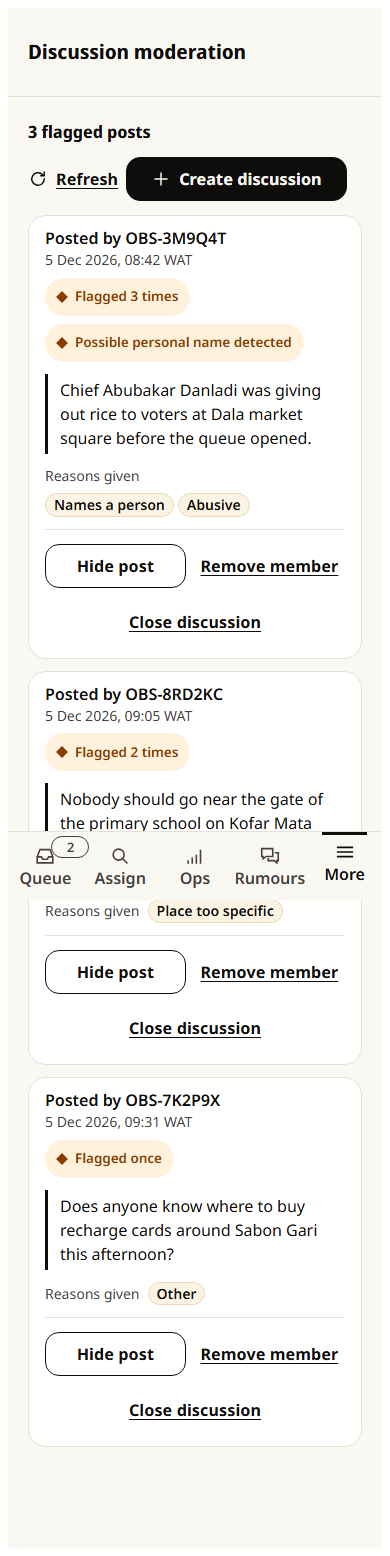 Discussion moderation
3 flagged posts
Refresh
Create discussion
Posted by OBS-3M9Q4T
5 Dec 2026, 08:42 WAT
Flagged 3 times
Possible personal name detected
Chief Abubakar Danladi was giving
out rice to voters at Dala market
square before the queue opened.
Reasons given
Names a person Abusive
Hide post Remove member
Close discussion
Posted by OBS-8RD2KC
5 Dec 2026, 09:05 WAT
Flagged 2 times
Nobody should go near the gate of
the primary school on Kofar Mata
2
Queue Assign Ops Rumours More
Reasons given Place too specific
Hide post Remove member
Close discussion
Posted by OBS-7K2P9X
5 Dec 2026, 09:31 WAT
Flagged once
Does anyone know where to buy
recharge cards around Sabon Gari
this afternoon?
Reasons given Other
Hide post Remove member
Close discussion